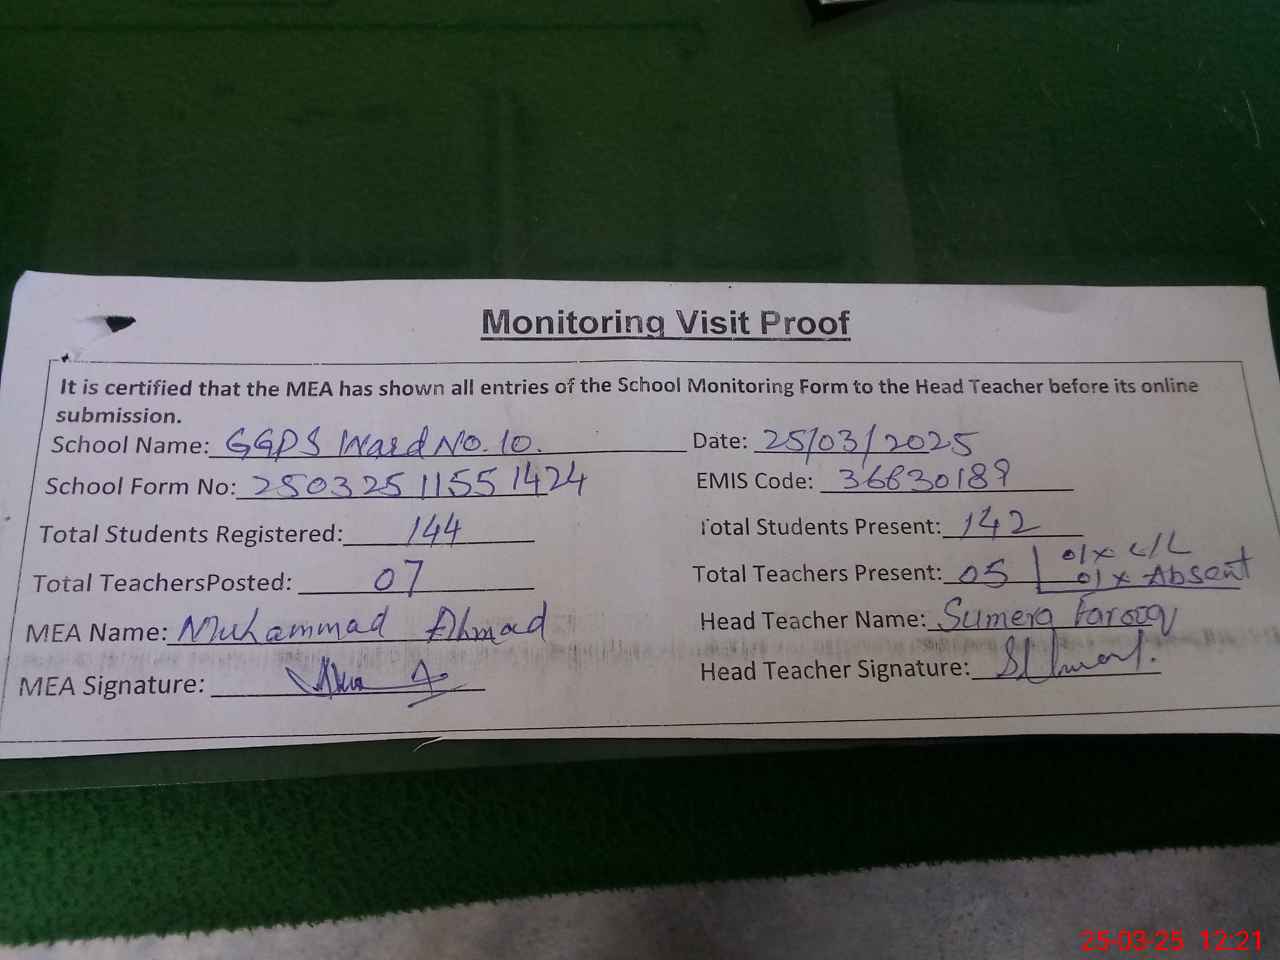 Monitoring Visit Proof
It is certified that the MEA has shown all entries of the School Monitoring Form to the Head Teacher before its online
submission.
School Name: GGPS Ward No. 10. Date: 25/03/2025
School Form No: 25032511551424 EMIS Code: 36630189
Total Students Registered: 144 Total Students Present: 142
Total TeachersPosted: 07 Total Teachers Present: 05 01x C/L
01x Absent
MEA Name: Muhammad Ahmad Head Teacher Name: Sumera Farooq
MEA Signature: Head Teacher Signature:
25-03-25 12:21